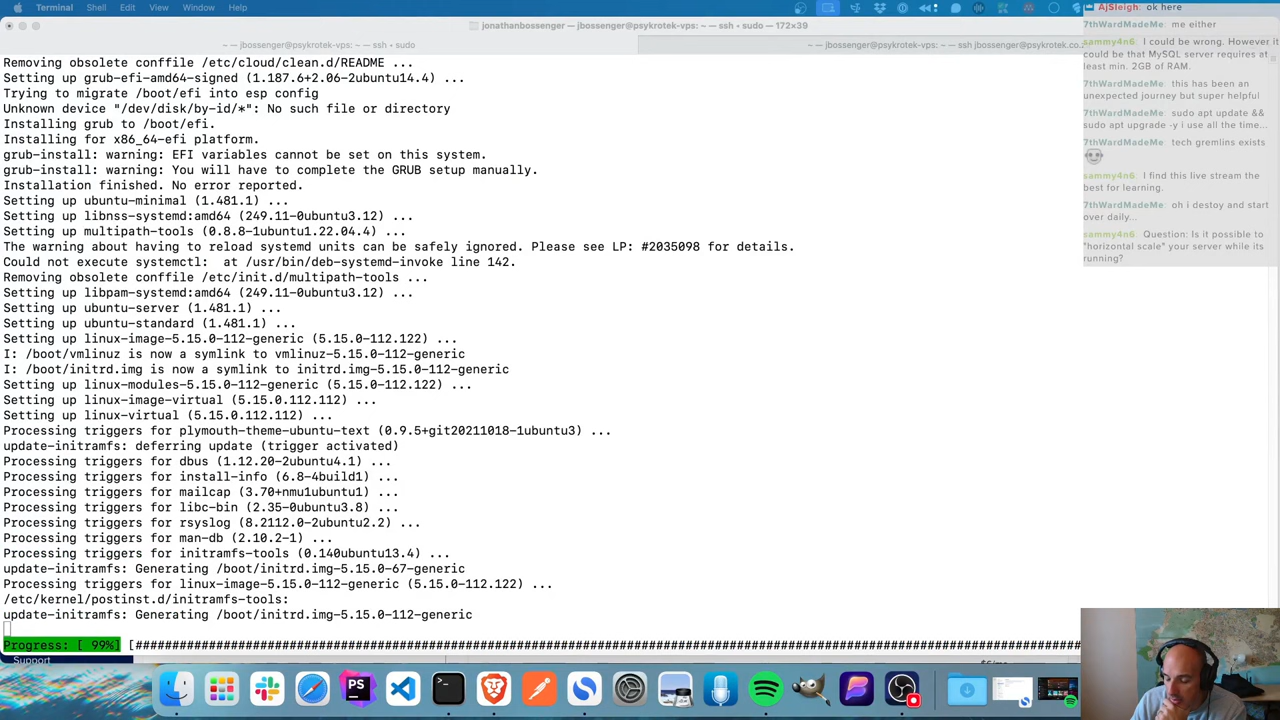 Terminal Shell Edit View Window Help
jonathanbossenger — jbossenger@psykrotek-vps: ~ — ssh • sudo — 172×39
~ — jbossenger@psykrotek-vps: ~ — ssh • sudo
~ — jbossenger@psykrotek-vps: ~ — ssh jbossenger@psykrotek.co...
Removing obsolete conffile /etc/cloud/clean.d/README ...
Setting up grub-efi-amd64-signed (1.187.6+2.06-2ubuntu14.4) ...
Trying to migrate /boot/efi into esp config
Unknown device "/dev/disk/by-id/*": No such file or directory
Installing grub to /boot/efi.
Installing for x86_64-efi platform.
grub-install: warning: EFI variables cannot be set on this system.
grub-install: warning: You will have to complete the GRUB setup manually.
Installation finished. No error reported.
Setting up ubuntu-minimal (1.481.1) ...
Setting up libnss-systemd:amd64 (249.11-0ubuntu3.12) ...
Setting up multipath-tools (0.8.8-1ubuntu1.22.04.4) ...
The warning about having to reload systemd units can be safely ignored. Please see LP: #2035098 for details.
Could not execute systemctl:  at /usr/bin/deb-systemd-invoke line 142.
Removing obsolete conffile /etc/init.d/multipath-tools ...
Setting up libpam-systemd:amd64 (249.11-0ubuntu3.12) ...
Setting up ubuntu-server (1.481.1) ...
Setting up ubuntu-standard (1.481.1) ...
Setting up linux-image-5.15.0-112-generic (5.15.0-112.122) ...
I: /boot/vmlinuz is now a symlink to vmlinuz-5.15.0-112-generic
I: /boot/initrd.img is now a symlink to initrd.img-5.15.0-112-generic
Setting up linux-modules-5.15.0-112-generic (5.15.0-112.122) ...
Setting up linux-image-virtual (5.15.0.112.112) ...
Setting up linux-virtual (5.15.0.112.112) ...
Processing triggers for plymouth-theme-ubuntu-text (0.9.5+git20211018-1ubuntu3) ...
update-initramfs: deferring update (trigger activated)
Processing triggers for dbus (1.12.20-2ubuntu4.1) ...
Processing triggers for install-info (6.8-4build1) ...
Processing triggers for mailcap (3.70+nmu1ubuntu1) ...
Processing triggers for libc-bin (2.35-0ubuntu3.8) ...
Processing triggers for rsyslog (8.2112.0-2ubuntu2.2) ...
Processing triggers for man-db (2.10.2-1) ...
Processing triggers for initramfs-tools (0.140ubuntu13.4) ...
update-initramfs: Generating /boot/initrd.img-5.15.0-67-generic
Processing triggers for linux-image-5.15.0-112-generic (5.15.0-112.122) ...
/etc/kernel/postinst.d/initramfs-tools:
update-initramfs: Generating /boot/initrd.img-5.15.0-112-generic
Progress: [ 99%] [####################################################################################################################
Support
AjSleigh: ok here
7thWardMadeMe: me either
sammy4n6: I could be wrong. However it
could be that MySQL server requires at
least min. 2GB of RAM.
7thWardMadeMe: this has been an
unexpected journey but super helpful
7thWardMadeMe: sudo apt update &&
sudo apt upgrade -y i use all the time...
7thWardMadeMe: tech gremlins exists
sammy4n6: I find this live stream the
best for learning.
7thWardMadeMe: oh i destoy and start
over daily...
sammy4n6: Question: Is it possible to
"horizontal scale" your server while its
running?
PS